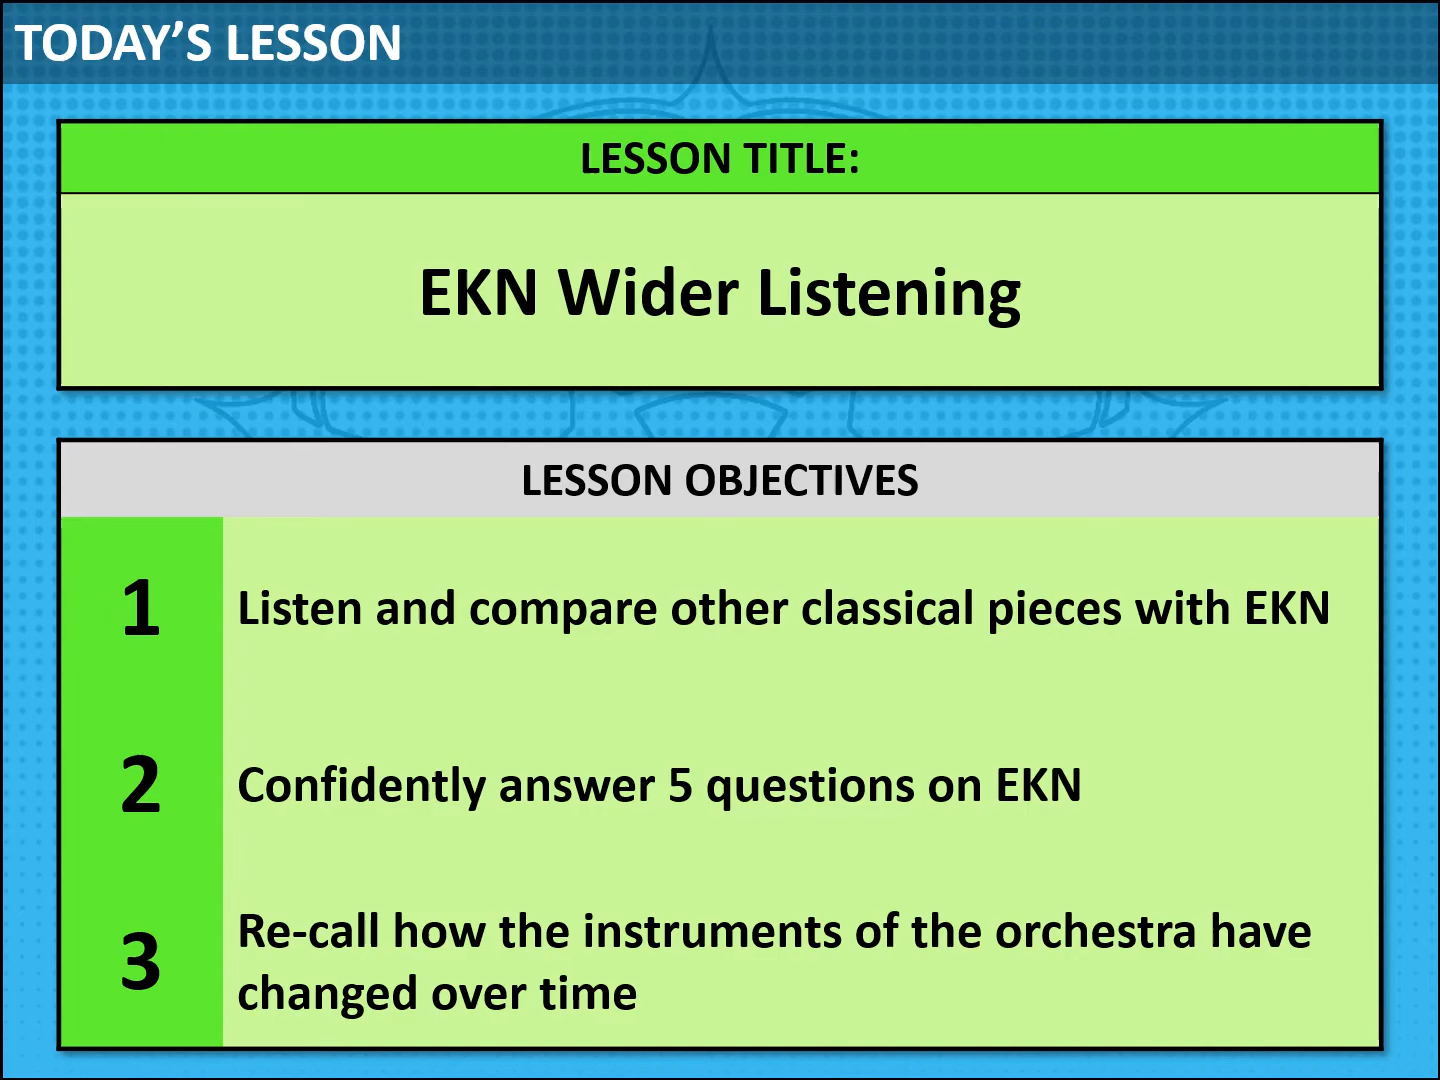 TODAY’S LESSON
LESSON TITLE:
EKN Wider Listening
LESSON OBJECTIVES
1
Listen and compare other classical pieces with EKN
2
Confidently answer 5 questions on EKN
3
Re-call how the instruments of the orchestra have
changed over time